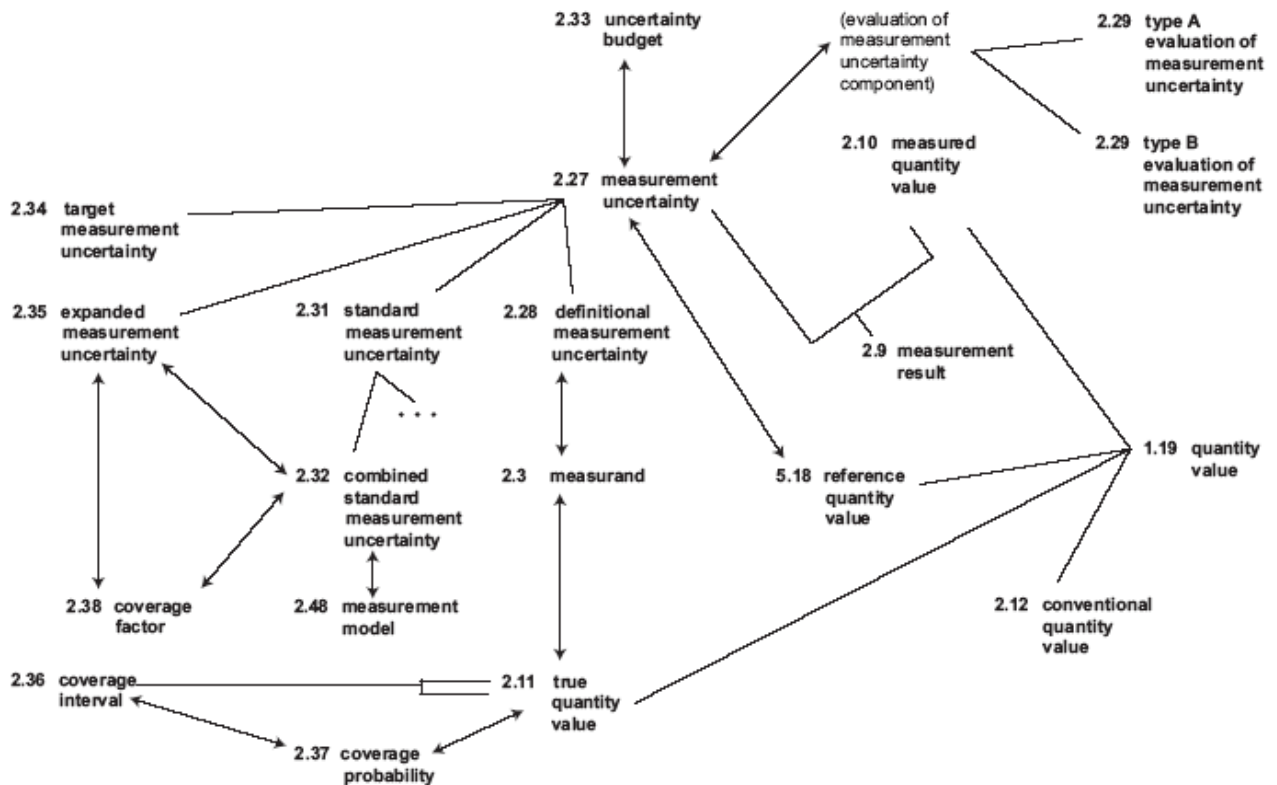 2.33 uncertainty
budget
(evaluation of
measurement
uncertainty
component)
2.29 type A
evaluation of
measurement
uncertainty
2.10 measured
quantity
value
2.29 type B
evaluation of
measurement
uncertainty
2.27 measurement
uncertainty
2.34 target
measurement
uncertainty
2.35 expanded
measurement
uncertainty
2.31 standard
measurement
uncertainty
2.28 definitional
measurement
uncertainty
2.9 measurement
result
...
2.32 combined
standard
measurement
uncertainty
2.3 measurand
5.18 reference
quantity
value
1.19 quantity
value
2.38 coverage
factor
2.48 measurement
model
2.12 conventional
quantity
value
2.36 coverage
interval
2.11 true
quantity
value
2.37 coverage
probability